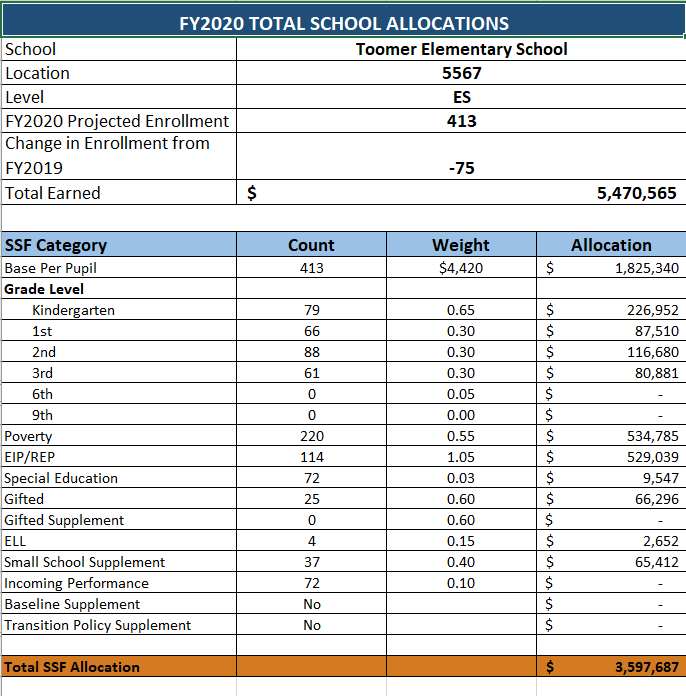 FY2020 TOTAL SCHOOL ALLOCATIONS
School Toomer Elementary School
Location 5567
Level ES
FY2020 Projected Enrollment 413
Change in Enrollment from
FY2019 -75
Total Earned $ 5,470,565
SSF Category Count Weight Allocation
Base Per Pupil 413 $4,420 $ 1,825,340
Grade Level
Kindergarten 79 0.65 $ 226,952
1st 66 0.30 $ 87,510
2nd 88 0.30 $ 116,680
3rd 61 0.30 $ 80,881
6th 0 0.05 $ -
9th 0 0.00 $ -
Poverty 220 0.55 $ 534,785
EIP/REP 114 1.05 $ 529,039
Special Education 72 0.03 $ 9,547
Gifted 25 0.60 $ 66,296
Gifted Supplement 0 0.60 $ -
ELL 4 0.15 $ 2,652
Small School Supplement 37 0.40 $ 65,412
Incoming Performance 72 0.10 $ -
Baseline Supplement No $ -
Transition Policy Supplement No $ -
Total SSF Allocation $ 3,597,687